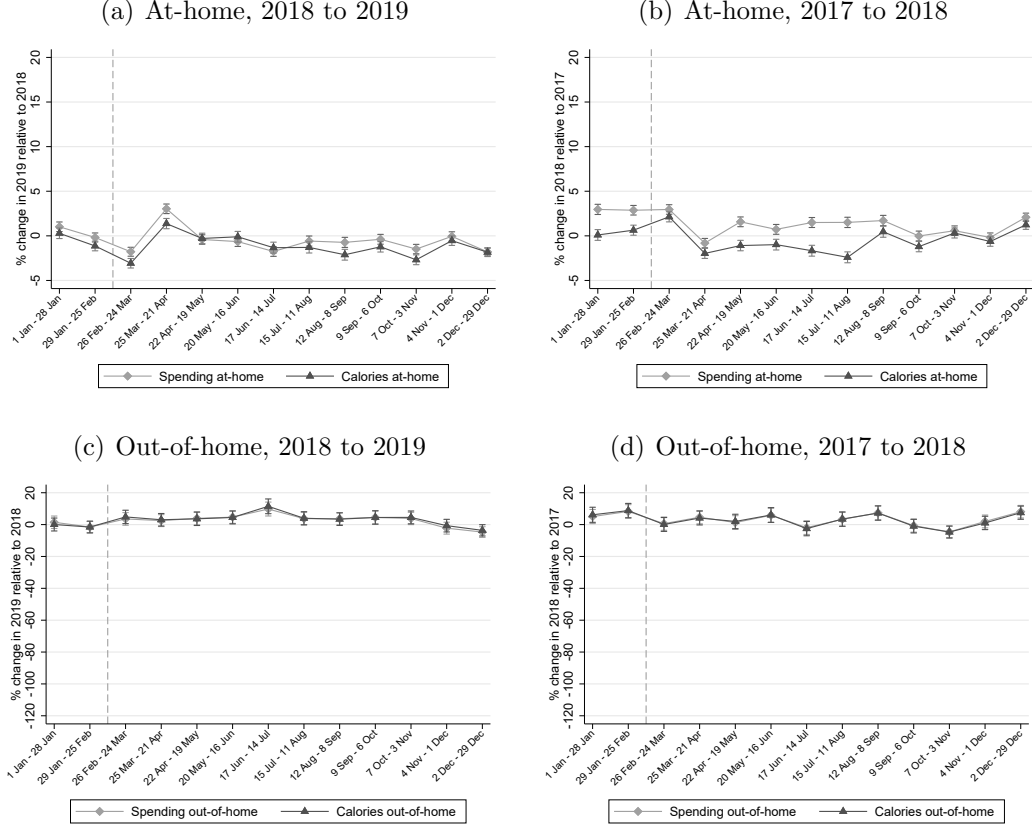 (a) At-home, 2018 to 2019
% change in 2019 relative to 2018
20
15
10
5
0
-5
1 Jan - 28 Jan
29 Jan - 25 Feb
26 Feb - 24 Mar
25 Mar - 21 Apr
22 Apr - 19 May
20 May - 16 Jun
17 Jun - 14 Jul
15 Jul - 11 Aug
12 Aug - 8 Sep
9 Sep - 6 Oct
7 Oct - 3 Nov
4 Nov - 1 Dec
2 Dec - 29 Dec
Spending at-home
Calories at-home
(b) At-home, 2017 to 2018
% change in 2018 relative to 2017
20
15
10
5
0
-5
1 Jan - 28 Jan
29 Jan - 25 Feb
26 Feb - 24 Mar
25 Mar - 21 Apr
22 Apr - 19 May
20 May - 16 Jun
17 Jun - 14 Jul
15 Jul - 11 Aug
12 Aug - 8 Sep
9 Sep - 6 Oct
7 Oct - 3 Nov
4 Nov - 1 Dec
2 Dec - 29 Dec
Spending at-home
Calories at-home
(c) Out-of-home, 2018 to 2019
% change in 2019 relative to 2018
20
0
-20
-40
-60
-80
-100
-120
1 Jan - 28 Jan
29 Jan - 25 Feb
26 Feb - 24 Mar
25 Mar - 21 Apr
22 Apr - 19 May
20 May - 16 Jun
17 Jun - 14 Jul
15 Jul - 11 Aug
12 Aug - 8 Sep
9 Sep - 6 Oct
7 Oct - 3 Nov
4 Nov - 1 Dec
2 Dec - 29 Dec
Spending out-of-home
Calories out-of-home
(d) Out-of-home, 2017 to 2018
% change in 2018 relative to 2017
20
0
-20
-40
-60
-80
-100
-120
1 Jan - 28 Jan
29 Jan - 25 Feb
26 Feb - 24 Mar
25 Mar - 21 Apr
22 Apr - 19 May
20 May - 16 Jun
17 Jun - 14 Jul
15 Jul - 11 Aug
12 Aug - 8 Sep
9 Sep - 6 Oct
7 Oct - 3 Nov
4 Nov - 1 Dec
2 Dec - 29 Dec
Spending out-of-home
Calories out-of-home